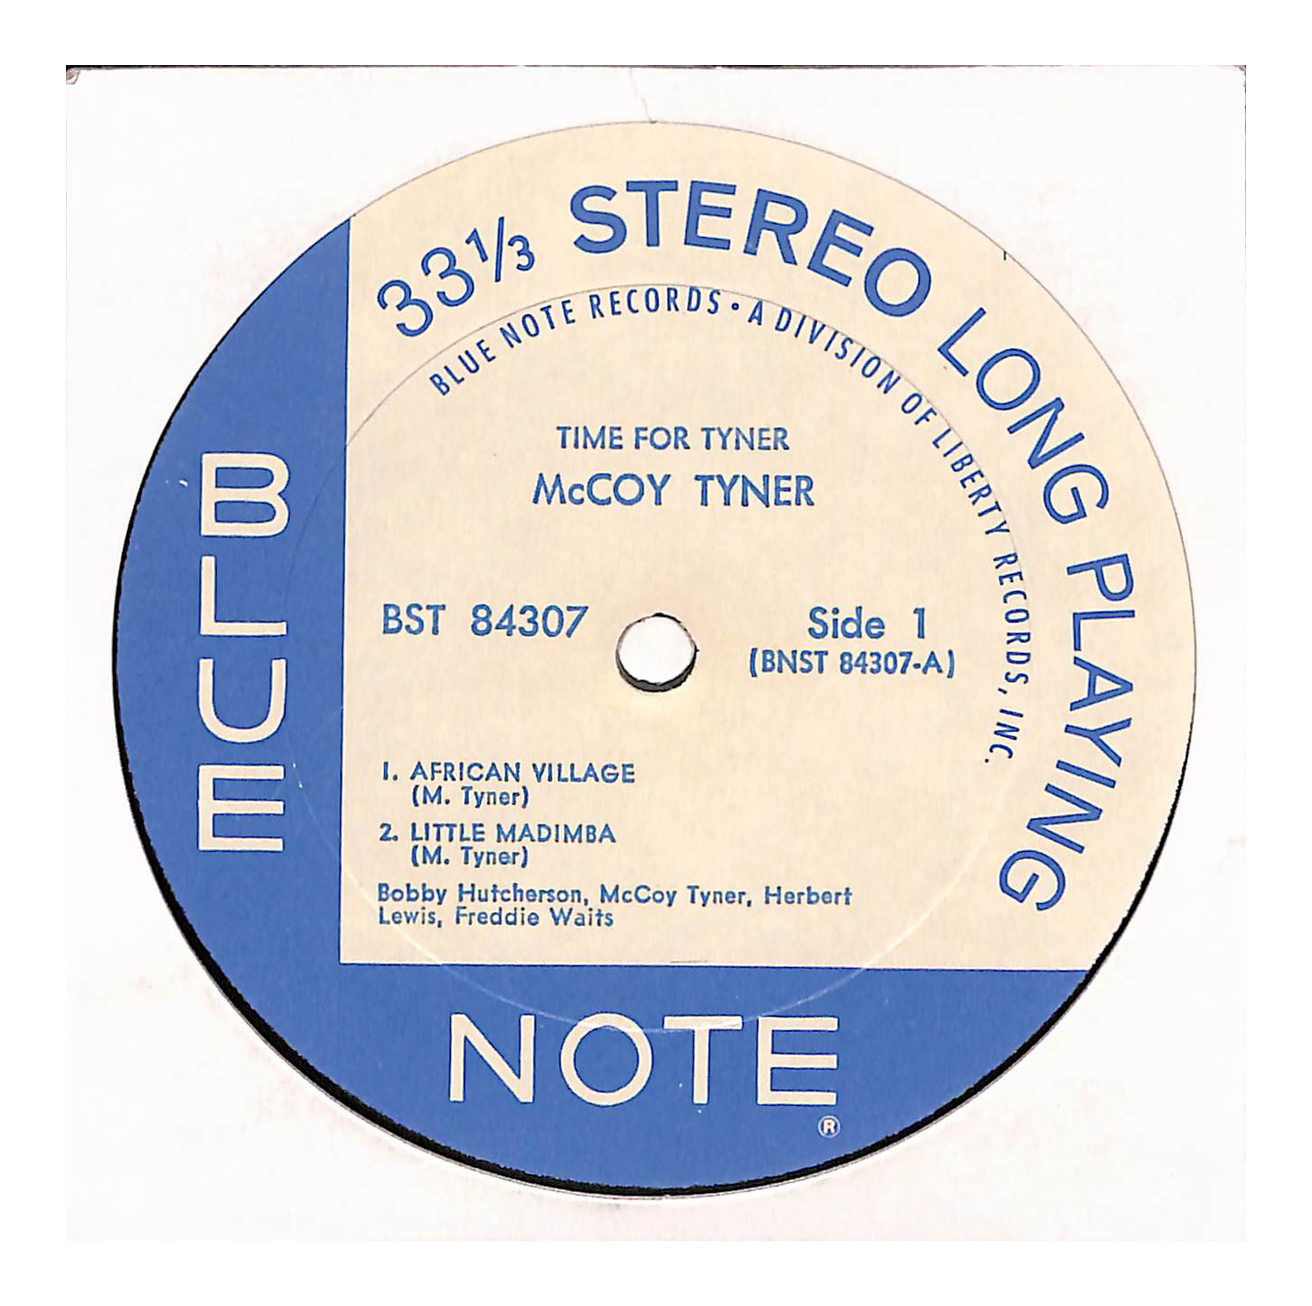 33⅓ STEREO LONG PLAYING
BLUE NOTE RECORDS • A DIVISION OF LIBERTY RECORDS, INC.
TIME FOR TYNER
McCOY TYNER
BST 84307
Side 1
(BNST 84307-A)
1. AFRICAN VILLAGE
(M. Tyner)
2. LITTLE MADIMBA
(M. Tyner)
Bobby Hutcherson, McCoy Tyner, Herbert
Lewis, Freddie Waits
BLUE
NOTE
®